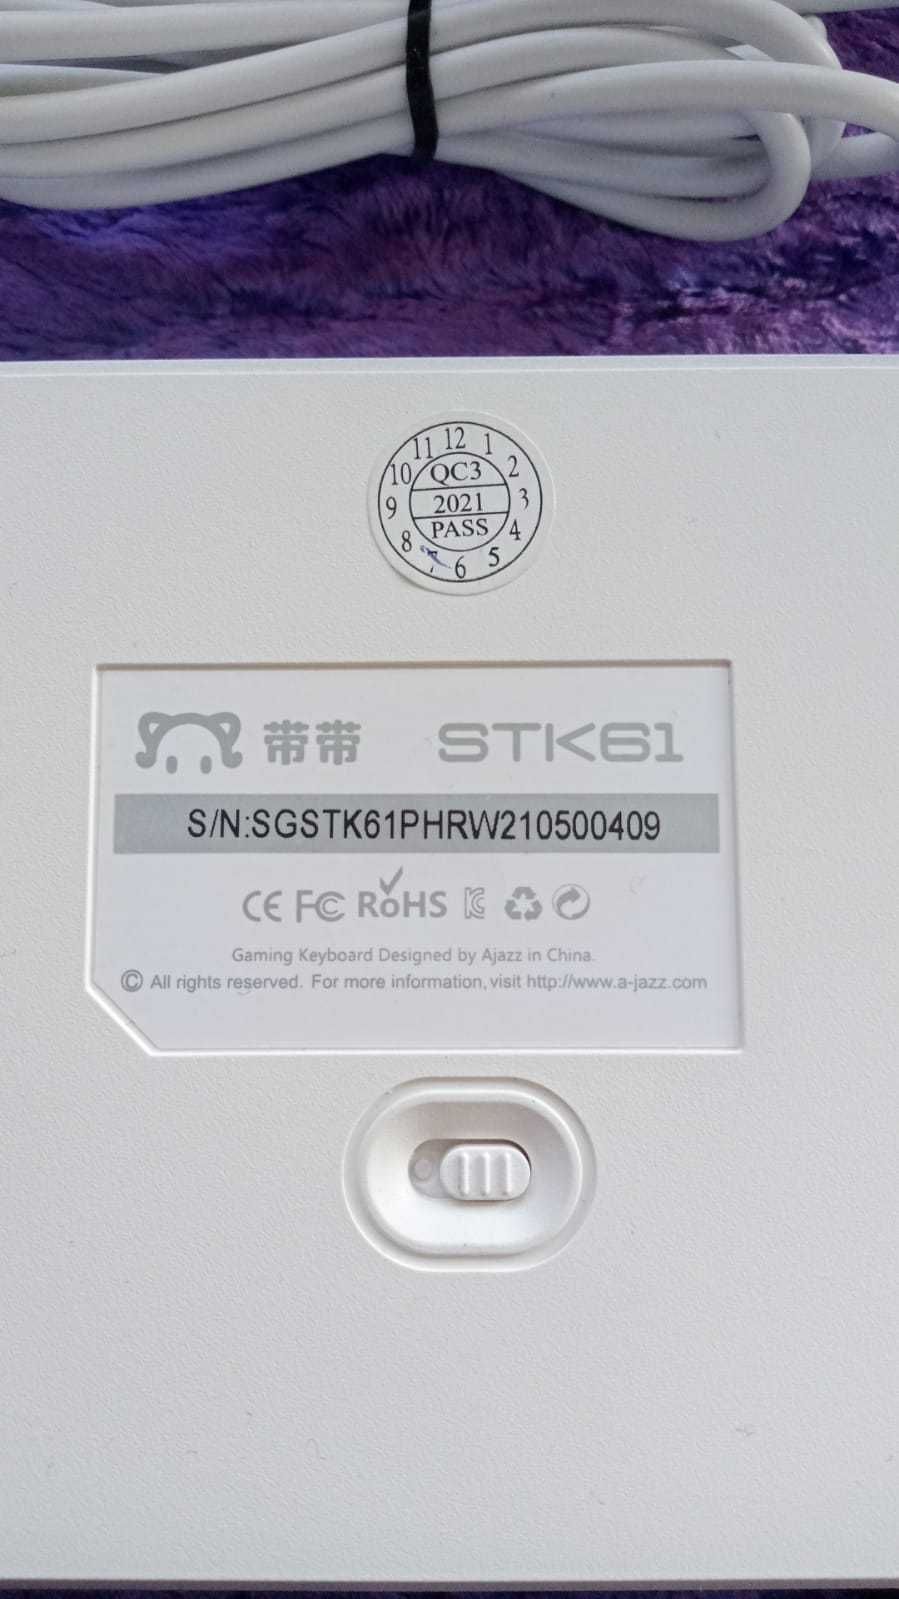 11 12 1
10 QC3 2
9 2021 3
8 PASS 4
7 6 5
带带 STK61
S/N:SGSTK61PHRW210500409
CE FC RoHS
Gaming Keyboard Designed by Ajazz in China.
© All rights reserved. For more information, visit http://www.a-jazz.com